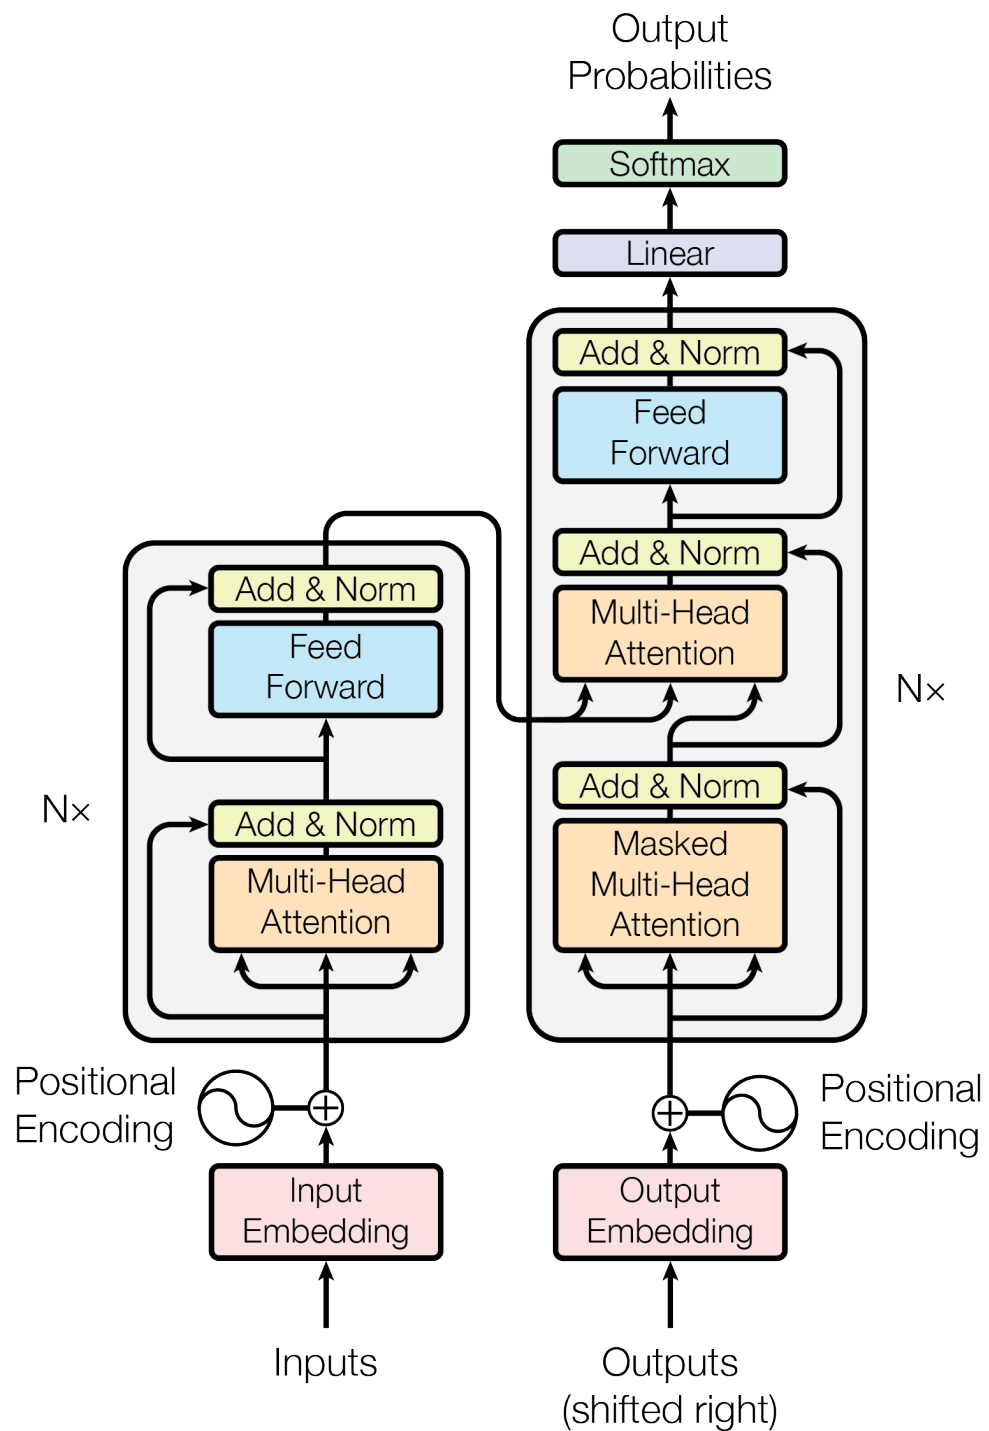 Output
Probabilities
Softmax
Linear
Add & Norm
Feed
Forward
Add & Norm
Multi-Head
Attention
Add & Norm
Masked
Multi-Head
Attention
N×
Add & Norm
Feed
Forward
Add & Norm
Multi-Head
Attention
N×
Positional
Encoding
Positional
Encoding
Input
Embedding
Output
Embedding
Inputs
Outputs
(shifted right)